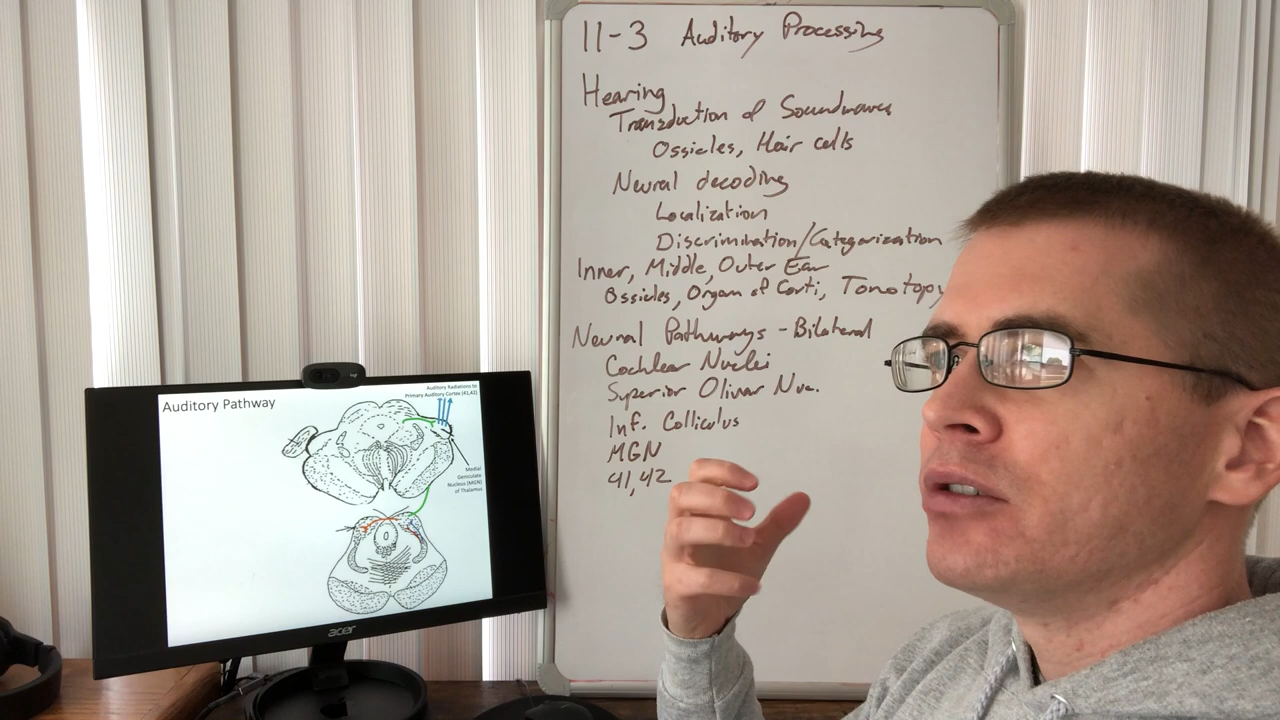 11-3 Auditory Processing
Hearing
Transduction of Soundwaves
Ossicles, Hair cells
Neural decoding
Localization
Discrimination/Categorization
Inner, Middle, Outer Ear
Ossicles, Organ of Corti, Tonotopy
Neural Pathways - Bilateral
Cochlear Nuclei
Superior Olivar Nuc.
Inf. Colliculus
MGN
41,42
Auditory Pathway
Auditory Radiations to
Primary Auditory Cortex (41,42)
Medial
Geniculate
Nucleus (MGN)
of Thalamus
acer